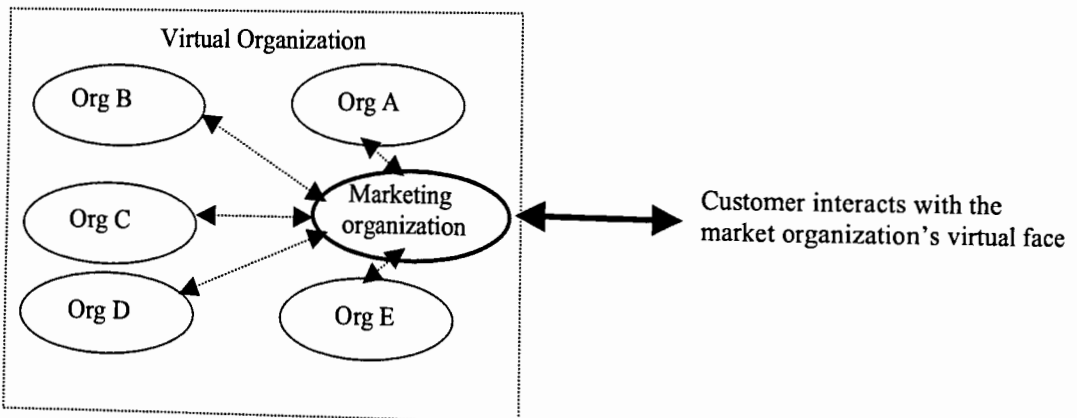 Virtual Organization
Org B
Org A
Marketing
organization
Org C
Org D
Org E
Customer interacts with the
market organization's virtual face